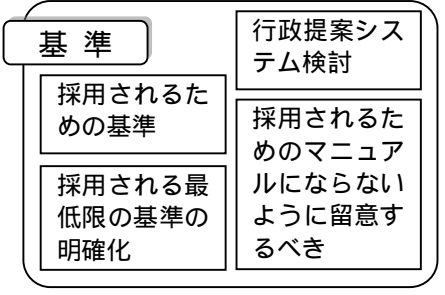 基 準
採用されるた
めの基準
採用される最
低限の基準の
明確化
行政提案シス
テム検討
採用されるた
めのマニュア
ルにならない
ように留意す
るべき